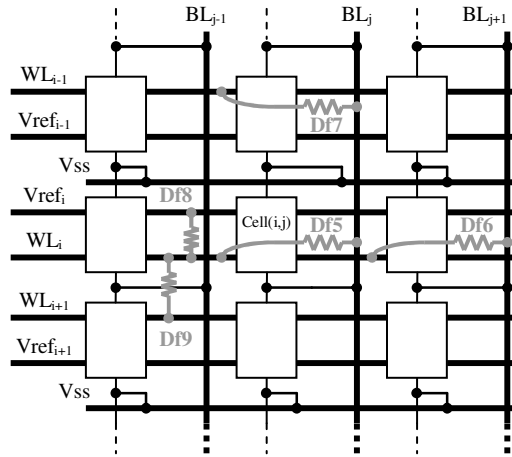 BLj-1 BLj BLj+1
WLi-1
Vrefi-1
Df7
Vss
Vrefi Df8
Cell(i,j) Df5 Df6
WLi
WLi+1
Df9
Vrefi+1
Vss